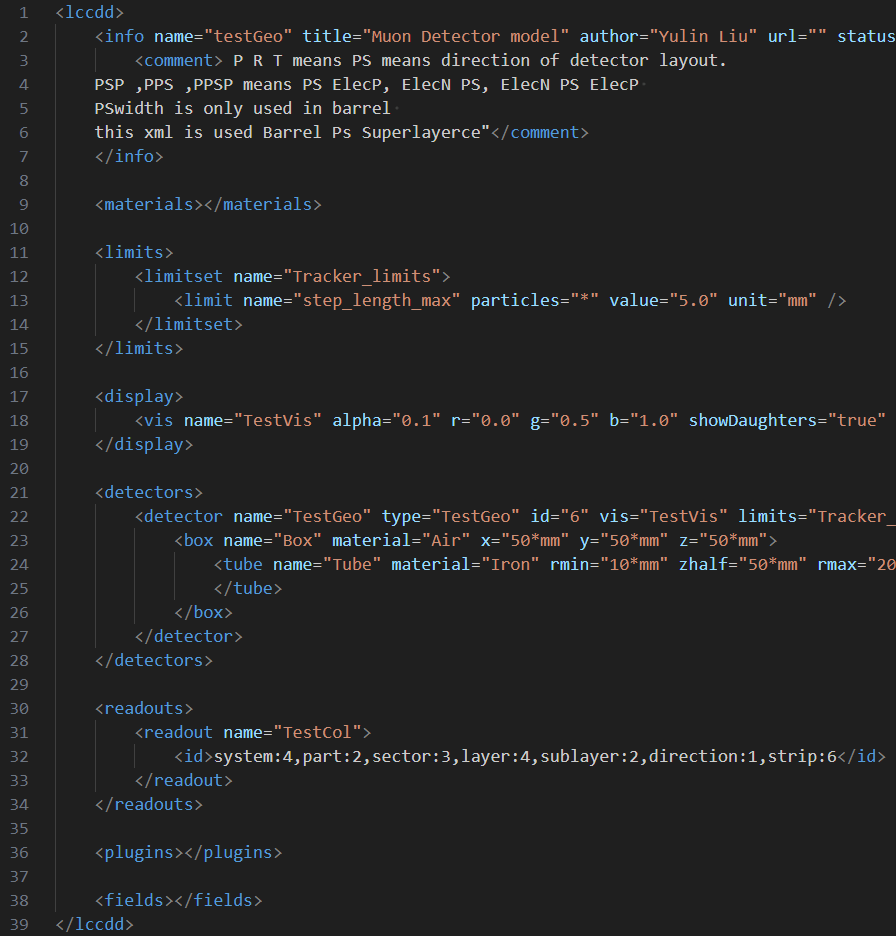 1 <lccdd>
2 <info name="testGeo" title="Muon Detector model" author="Yulin Liu" url="" status
3 <comment> P R T means PS means direction of detector layout.
4 PSP ,PPS ,PPSP means PS ElecP, ElecN PS, ElecN PS ElecP
5 PSwidth is only used in barrel
6 this xml is used Barrel Ps Superlayerce"</comment>
7 </info>
8
9 <materials></materials>
10
11 <limits>
12 <limitset name="Tracker_limits">
13 <limit name="step_length_max" particles="*" value="5.0" unit="mm" />
14 </limitset>
15 </limits>
16
17 <display>
18 <vis name="TestVis" alpha="0.1" r="0.0" g="0.5" b="1.0" showDaughters="true"
19 </display>
20
21 <detectors>
22 <detector name="TestGeo" type="TestGeo" id="6" vis="TestVis" limits="Tracker_
23 <box name="Box" material="Air" x="50*mm" y="50*mm" z="50*mm">
24 <tube name="Tube" material="Iron" rmin="10*mm" zhalf="50*mm" rmax="20
25 </tube>
26 </box>
27 </detector>
28 </detectors>
29
30 <readouts>
31 <readout name="TestCol">
32 <id>system:4,part:2,sector:3,layer:4,sublayer:2,direction:1,strip:6</id>
33 </readout>
34 </readouts>
35
36 <plugins></plugins>
37
38 <fields></fields>
39 </lccdd>